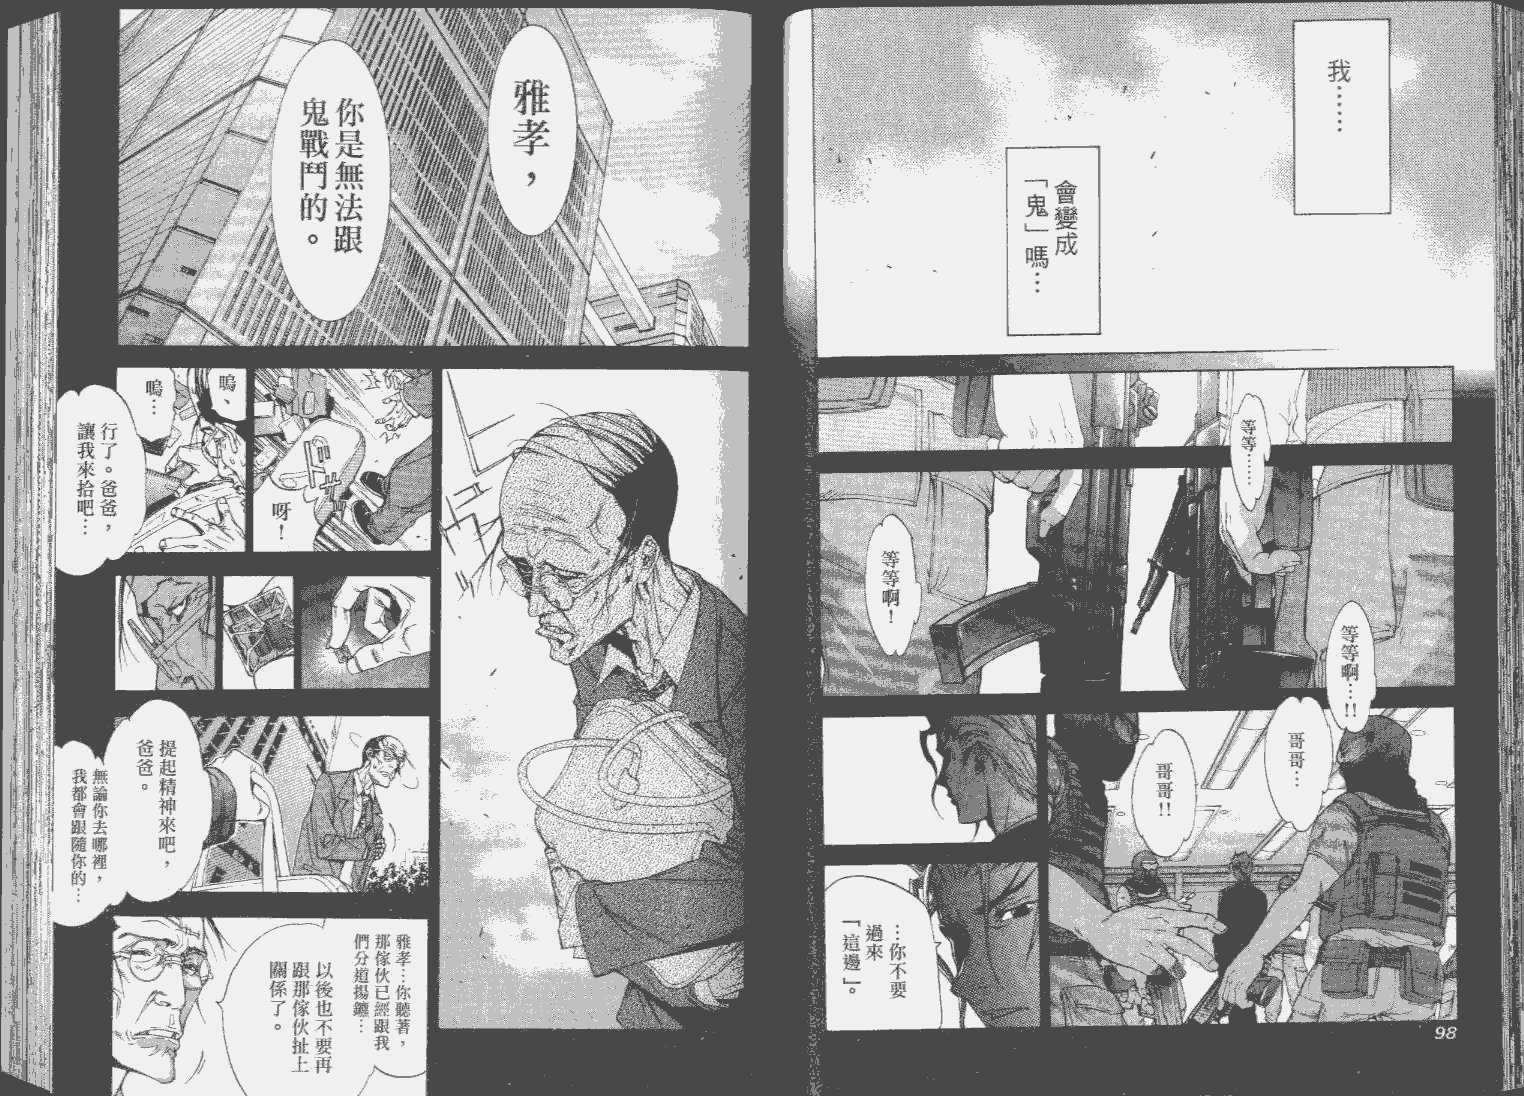 我……
會變成
「鬼」嗎…
等等……
等等啊！
等等啊…!!
哥哥…
哥哥!!
…你不要
過來
「這邊」。
98
雅孝，
你是無法跟
鬼戰鬥的。
呀！
嗚、
嗚…
行了。爸爸，
讓我來拾吧…
提起精神來吧，
爸爸。
無論你去哪裡，
我都會跟隨你的…
雅孝…你聽著，
那傢伙已經跟我
們分道揚鑣…
以後也不要再
跟那傢伙扯上
關係了。